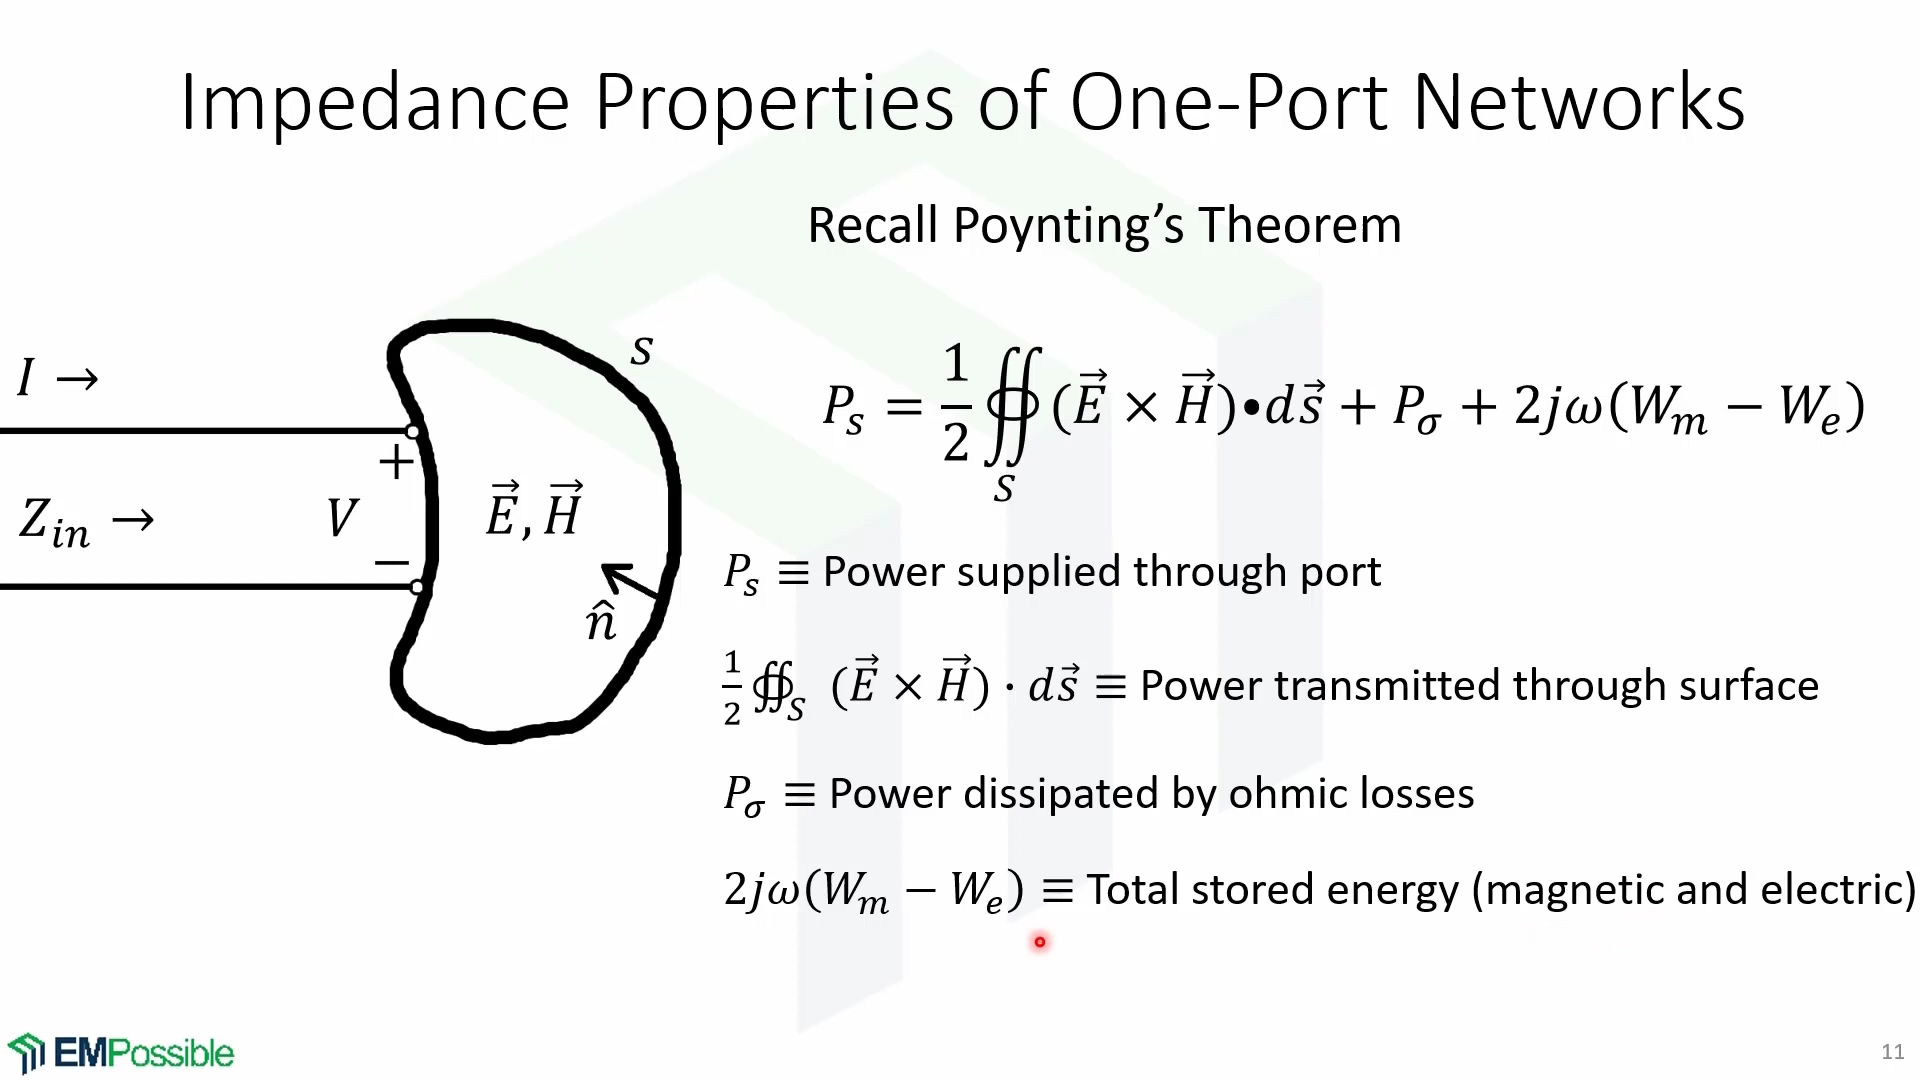 Impedance Properties of One-Port Networks
Recall Poynting's Theorem
I →
s
+
Z_in →
V
−
E⃗, H⃗
n̂
P_s = 1/2 ∯_S (E⃗ × H⃗)•ds⃗ + P_σ + 2jω(W_m − W_e)
P_s ≡ Power supplied through port
1/2 ∯_S (E⃗ × H⃗) · ds⃗ ≡ Power transmitted through surface
P_σ ≡ Power dissipated by ohmic losses
2jω(W_m − W_e) ≡ Total stored energy (magnetic and electric)
EMPossible
11